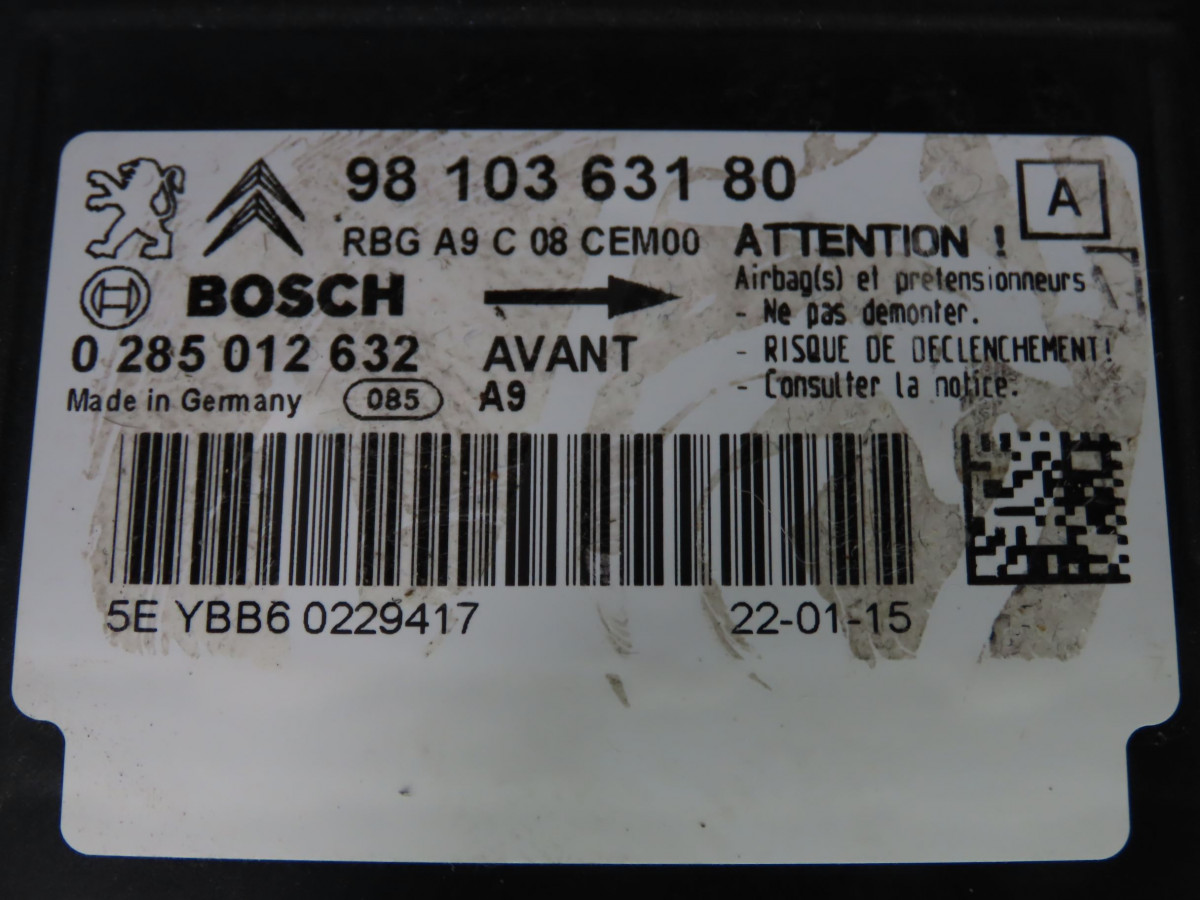 98 103 631 80
A
RBG A9 C 08 CEM00
ATTENTION !
BOSCH
Airbag(s) et pretensionneurs
- Ne pas demonter.
0 285 012 632
AVANT
- RISQUE DE DECLENCHEMENT!
Made in Germany
085
A9
- Consulter la notice.
5E YBB6 0229417
22-01-15